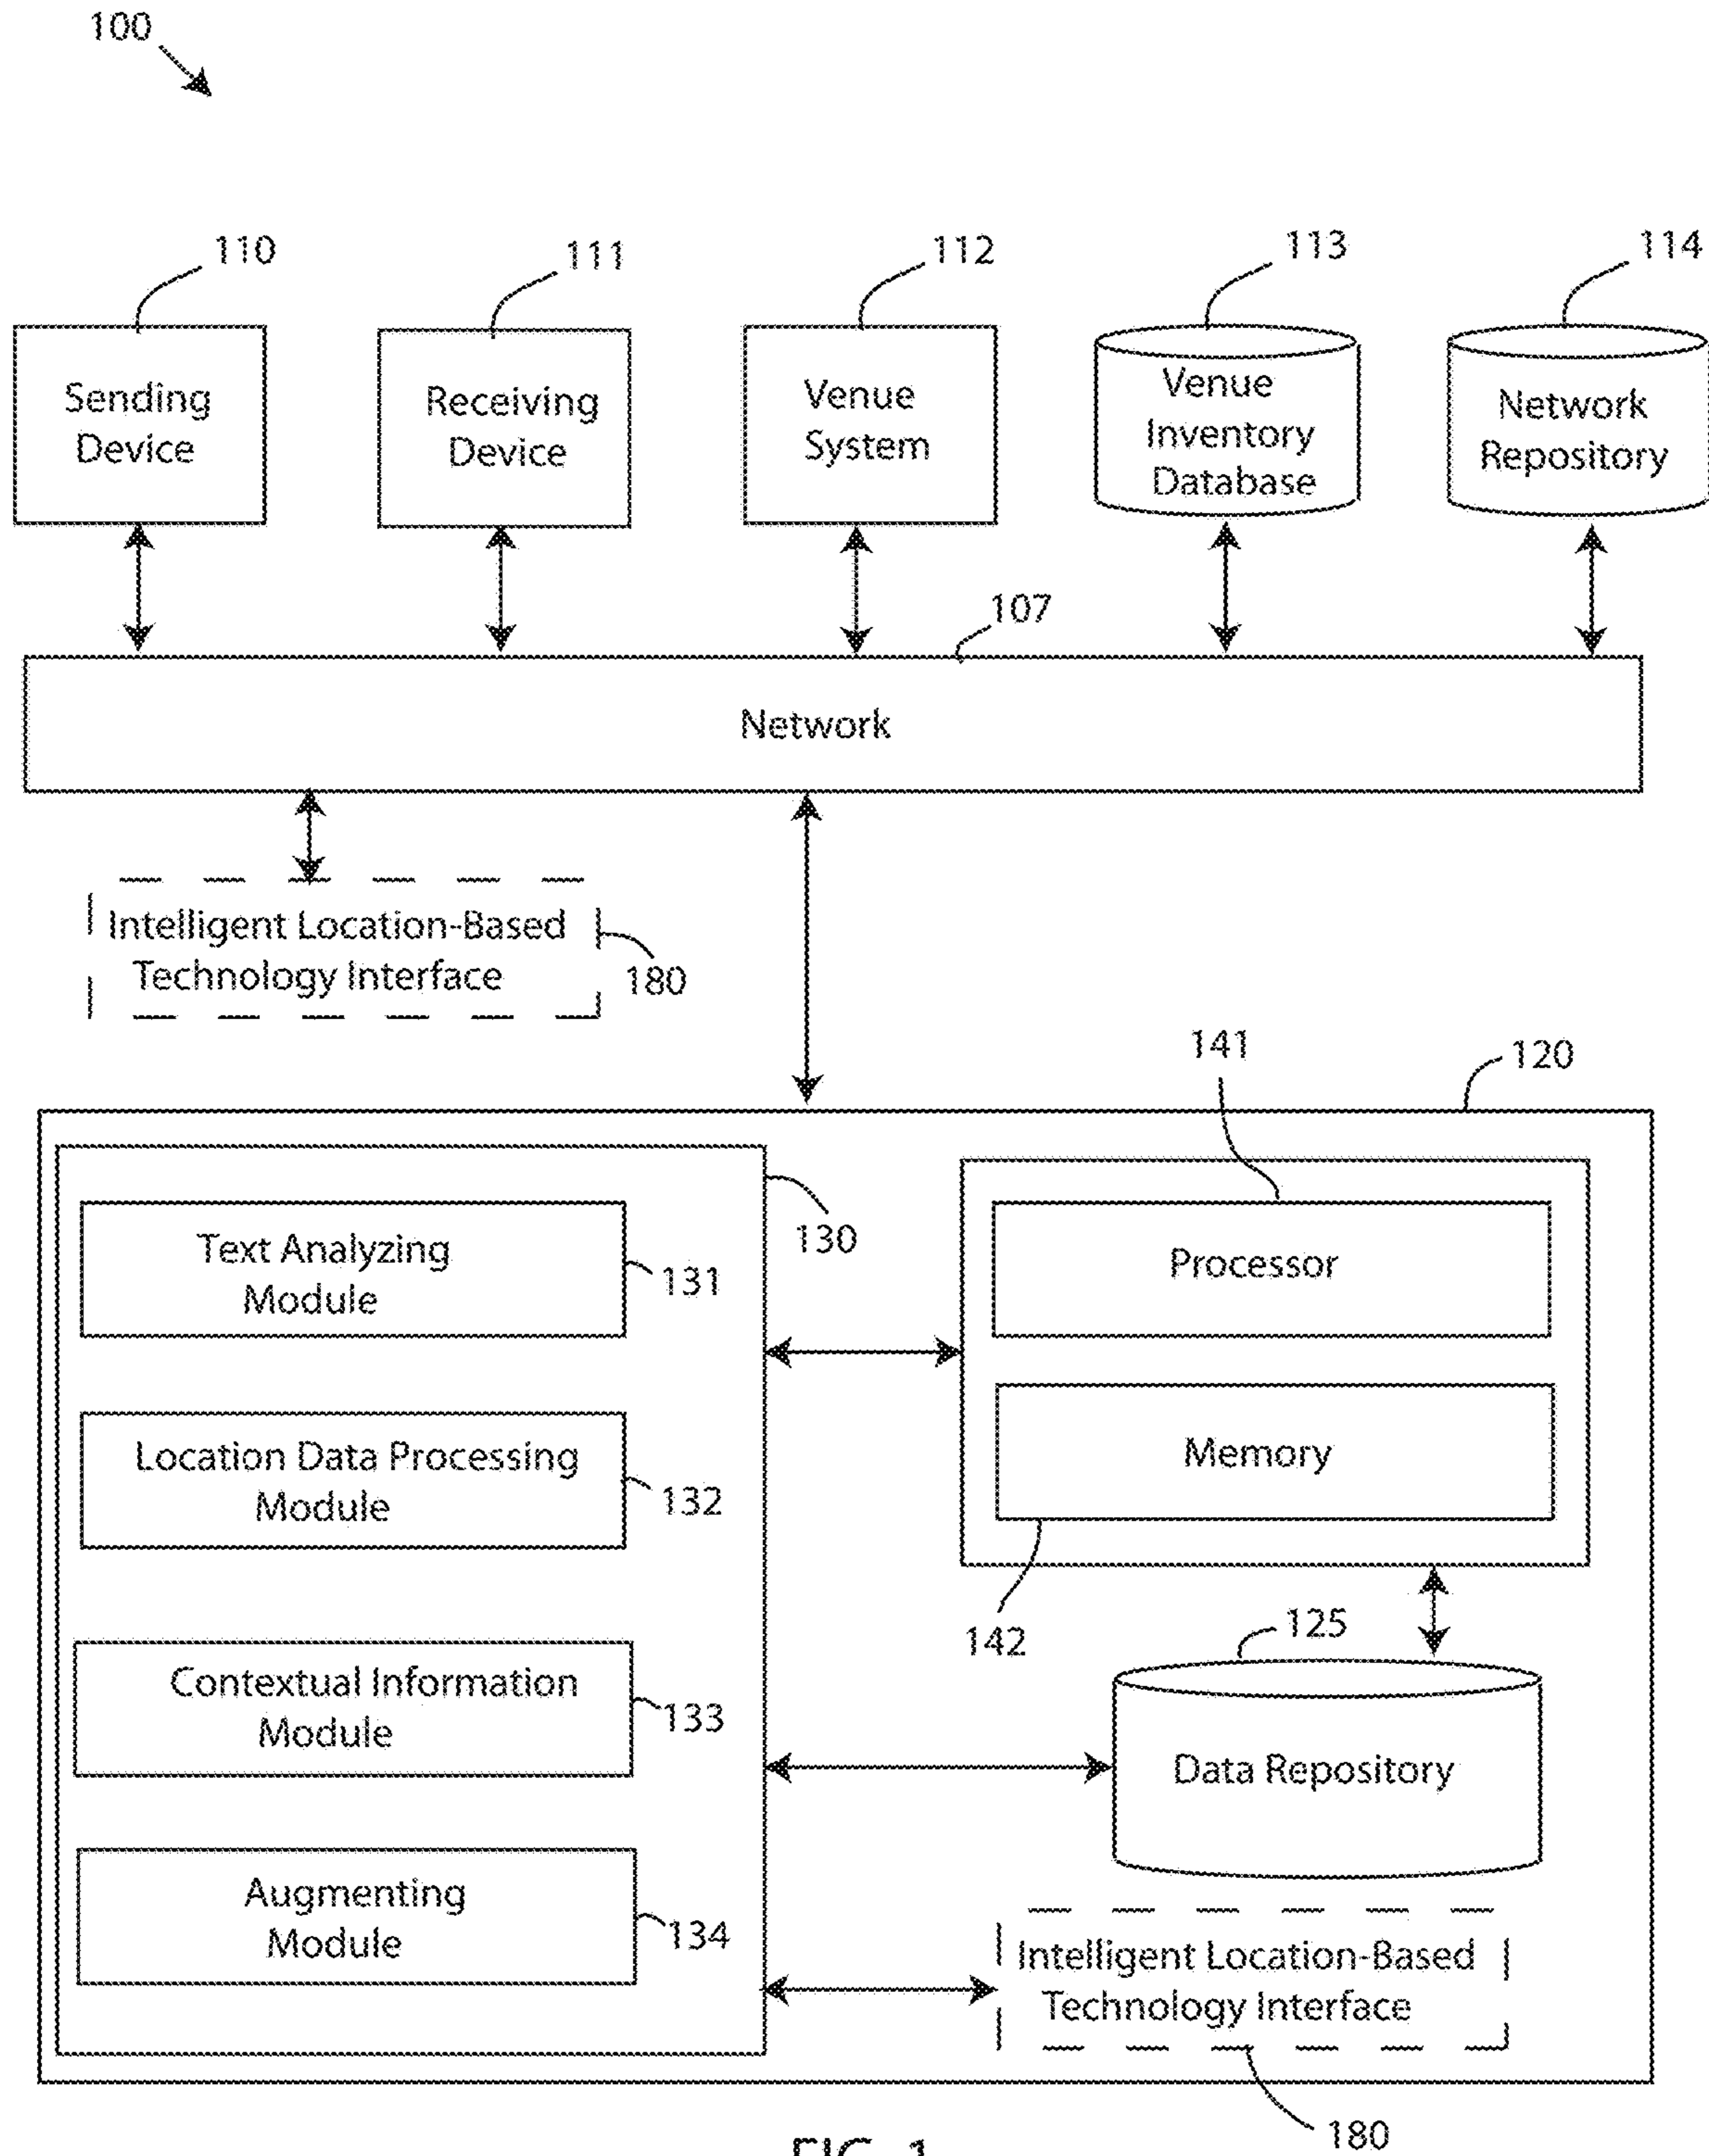 100
110
111
112
113
114
Sending
Device
Receiving
Device
Venue
System
Venue
Inventory
Database
Network
Repository
107
Network
Intelligent Location-Based
Technology Interface
180
141
120
130
Text Analyzing
Module
131
Processor
Location Data Processing
Module
132
Memory
142
125
Contextual Information
Module
133
Data Repository
Augmenting
Module
134
Intelligent Location-Based
Technology Interface
180
FIG. 1